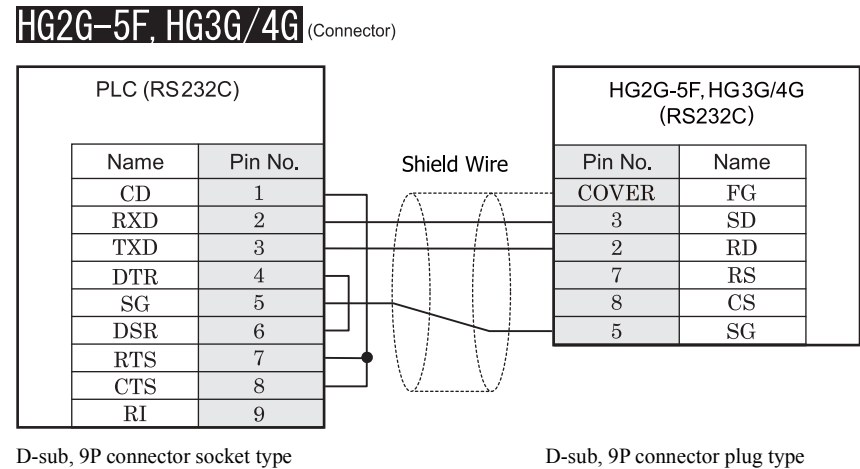 HG2G-5F, HG3G/4G (Connector)
PLC (RS232C)
Name Pin No.
CD 1
RXD 2
TXD 3
DTR 4
SG 5
DSR 6
RTS 7
CTS 8
RI 9
Shield Wire
HG2G-5F, HG3G/4G
(RS232C)
Pin No. Name
COVER FG
3 SD
2 RD
7 RS
8 CS
5 SG
D-sub, 9P connector socket type
D-sub, 9P connector plug type